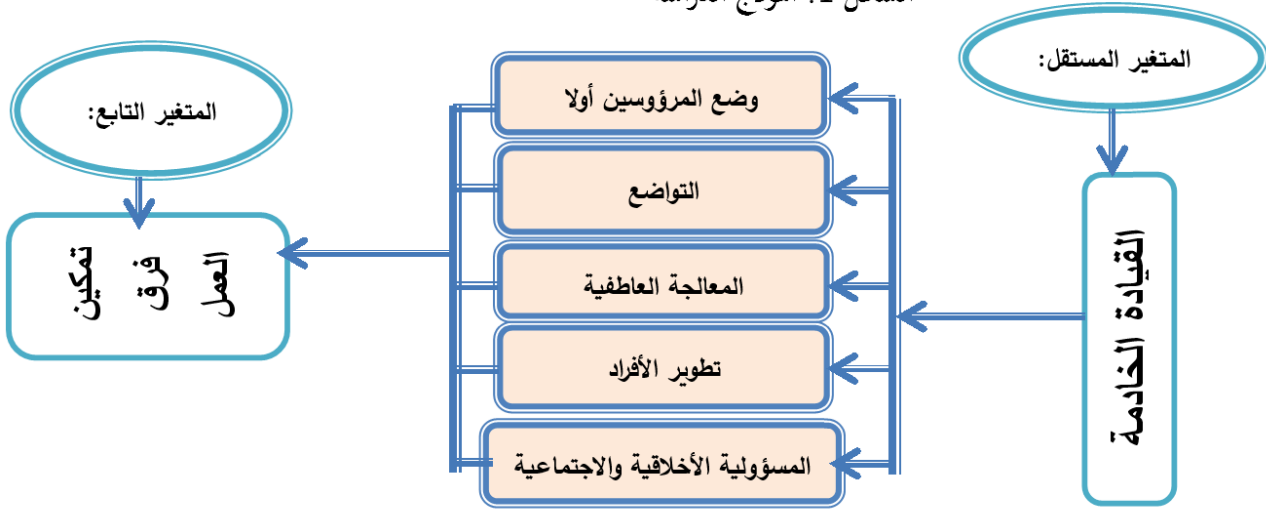 المتغير المستقل:
القيادة الخادمة
وضع المرؤوسين أولا
التواضع
المعالجة العاطفية
تطوير الأفراد
المسؤولية الأخلاقية والاجتماعية
المتغير التابع:
تمكين
فرق
العمل